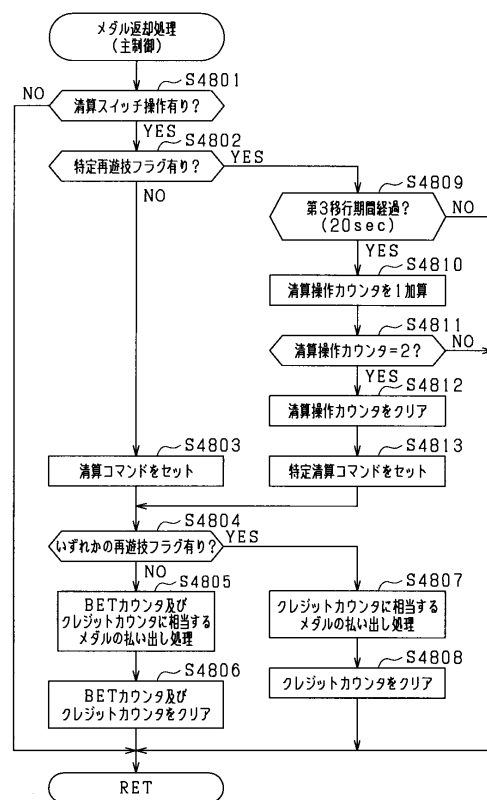 メダル返却処理
(主制御)
S4801
NO
清算スイッチ操作有り?
YES
S4802
特定再遊技フラグ有り?
YES
NO
S4809
第3移行期間経過?
(20sec)
NO
YES
S4810
清算操作カウンタを1加算
S4811
清算操作カウンタ=2?
NO
YES
S4812
清算操作カウンタをクリア
S4803
清算コマンドをセット
S4813
特定清算コマンドをセット
S4804
いずれかの再遊技フラグ有り?
YES
NO
S4805
BETカウンタ及び
クレジットカウンタに相当する
メダルの払い出し処理
S4807
クレジットカウンタに相当する
メダルの払い出し処理
S4806
BETカウンタ及び
クレジットカウンタをクリア
S4808
クレジットカウンタをクリア
RET